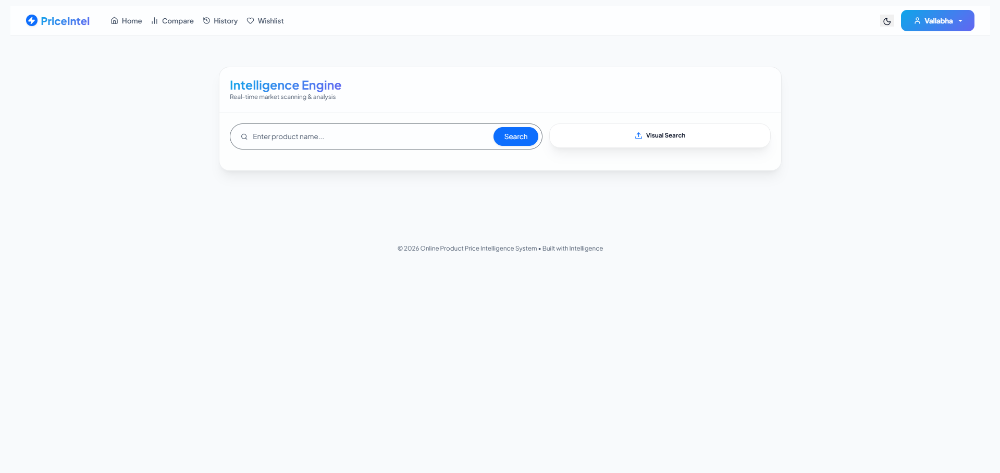 PriceIntel
Home
Compare
History
Wishlist
Vallabha
Intelligence Engine
Real-time market scanning & analysis
Enter product name...
Search
Visual Search
© 2026 Online Product Price Intelligence System • Built with Intelligence